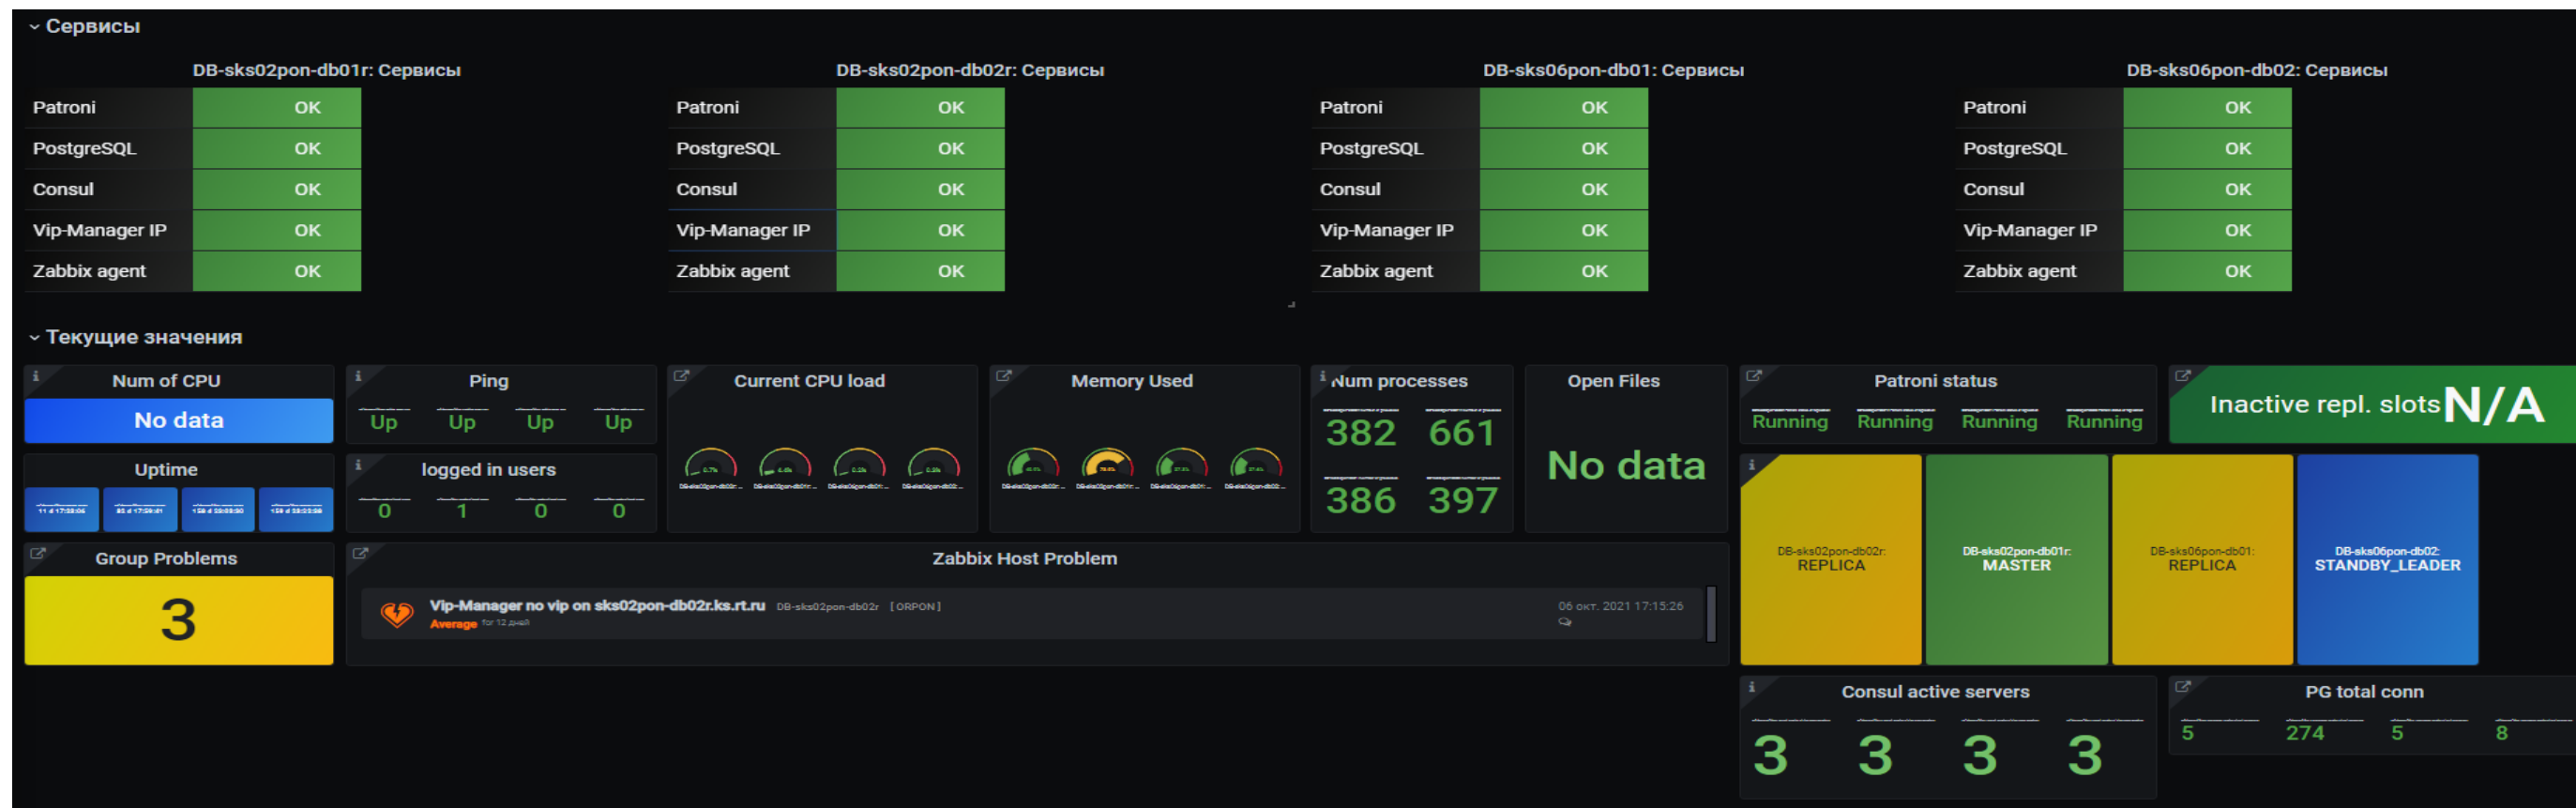 Сервисы
DB-sks02pon-db01r: Сервисы
Patroni OK
PostgreSQL OK
Consul OK
Vip-Manager IP OK
Zabbix agent OK
DB-sks02pon-db02r: Сервисы
Patroni OK
PostgreSQL OK
Consul OK
Vip-Manager IP OK
Zabbix agent OK
DB-sks06pon-db01: Сервисы
Patroni OK
PostgreSQL OK
Consul OK
Vip-Manager IP OK
Zabbix agent OK
DB-sks06pon-db02: Сервисы
Patroni OK
PostgreSQL OK
Consul OK
Vip-Manager IP OK
Zabbix agent OK
Текущие значения
Num of CPU
No data
Ping
Up Up Up Up
Current CPU load
Memory Used
Num processes
382 661
386 397
Open Files
No data
Patroni status
Running Running Running Running
Inactive repl. slots N/A
Uptime
logged in users
0 1 0 0
DB-sks02pon-db02r:
REPLICA
DB-sks02pon-db01r:
MASTER
DB-sks06pon-db01:
REPLICA
DB-sks06pon-db02:
STANDBY_LEADER
Group Problems
3
Zabbix Host Problem
Vip-Manager no vip on sks02pon-db02r.ks.rt.ru DB-sks02pon-db02r [ORPON]
Average for 12 дней
06 окт. 2021 17:15:26
Consul active servers
3 3 3 3
PG total conn
5 274 5 8